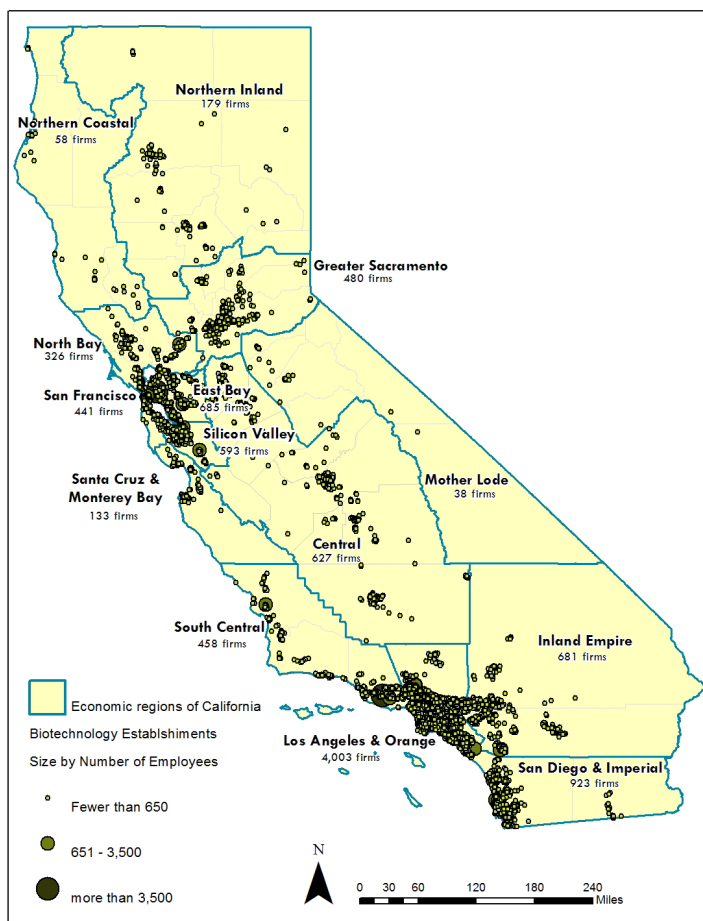 Northern Inland
179 firms
Northern Coastal
58 firms
Greater Sacramento
480 firms
North Bay
326 firms
San Francisco
441 firms
East Bay
685 firms
Silicon Valley
593 firms
Santa Cruz &
Monterey Bay
133 firms
Mother Lode
38 firms
Central
627 firms
South Central
458 firms
Inland Empire
681 firms
Los Angeles & Orange
4,003 firms
San Diego & Imperial
923 firms
Economic regions of California
Biotechnology Establshiments
Size by Number of Employees
Fewer than 650
651 - 3,500
more than 3,500
N
0 15 30 60 120 180 240
Miles